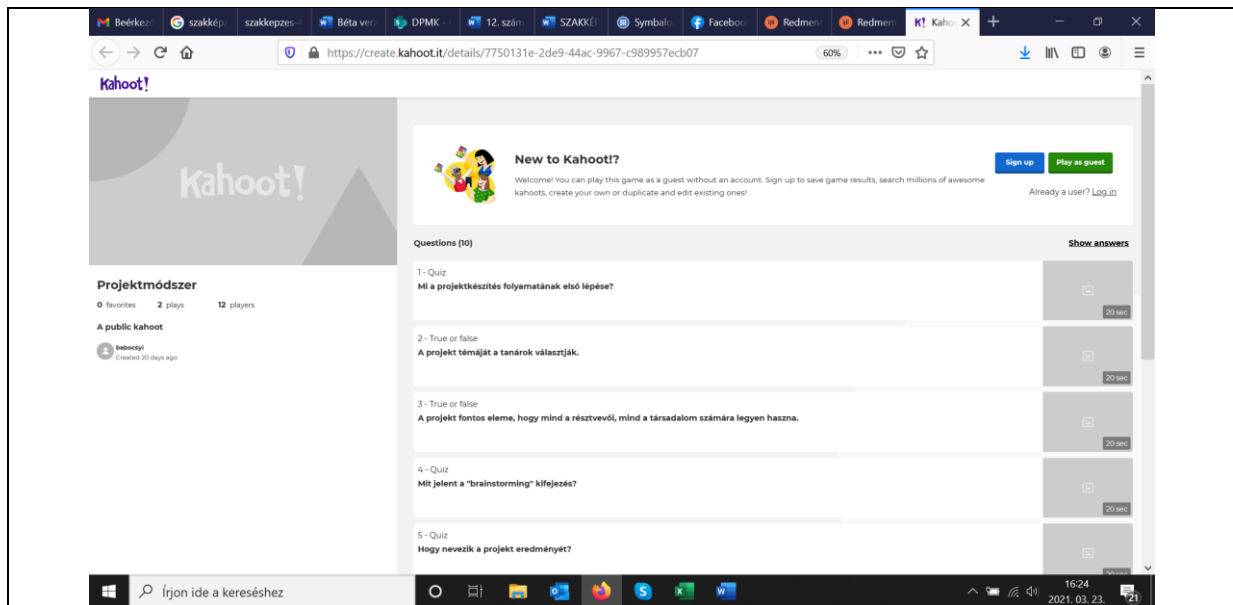 Beérkező
szakképz
szakkepzes-
Béta verz
DPMK -
12. szám
SZAKKÉP
Symbalo
Facebook
Redment
Redment
Kahoo
https://create.kahoot.it/details/7750131e-2de9-44ac-9967-c989957ecb07
60%
Kahoot!
Kahoot!
New to Kahoot!?
Welcome! You can play this game as a guest without an account. Sign up to save game results, search millions of awesome
kahoots, create your own or duplicate and edit existing ones!
Sign up
Play as guest
Already a user? Log in
Projektmódszer
0 favorites 2 plays 12 players
A public kahoot
babocsyi
Created 20 days ago
Questions (10)
Show answers
1 - Quiz
Mi a projektkészítés folyamatának első lépése?
20 sec
2 - True or false
A projekt témáját a tanárok választják.
20 sec
3 - True or false
A projekt fontos eleme, hogy mind a résztvevői, mind a társadalom számára legyen haszna.
20 sec
4 - Quiz
Mit jelent a "brainstorming" kifejezés?
20 sec
5 - Quiz
Hogy nevezik a projekt eredményét?
20 sec
Írjon ide a kereséshez
16:24
2021. 03. 23.
21